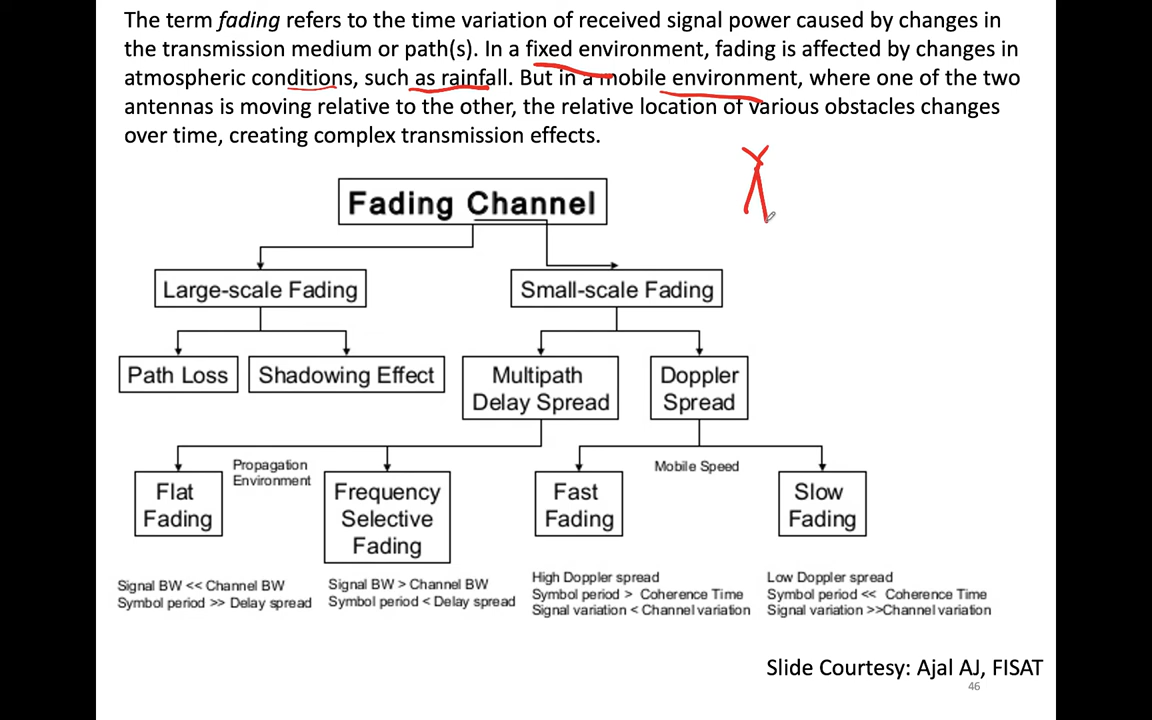 The term fading refers to the time variation of received signal power caused by changes in
the transmission medium or path(s). In a fixed environment, fading is affected by changes in
atmospheric conditions, such as rainfall. But in a mobile environment, where one of the two
antennas is moving relative to the other, the relative location of various obstacles changes
over time, creating complex transmission effects.
Fading Channel
Large-scale Fading
Small-scale Fading
Path Loss
Shadowing Effect
Multipath
Delay Spread
Doppler
Spread
Propagation
Environment
Mobile Speed
Flat
Fading
Frequency
Selective
Fading
Fast
Fading
Slow
Fading
Signal BW << Channel BW
Symbol period >> Delay spread
Signal BW > Channel BW
Symbol period < Delay spread
High Doppler spread
Symbol period > Coherence Time
Signal variation < Channel variation
Low Doppler spread
Symbol period << Coherence Time
Signal variation >>Channel variation
Slide Courtesy: Ajal AJ, FISAT
46